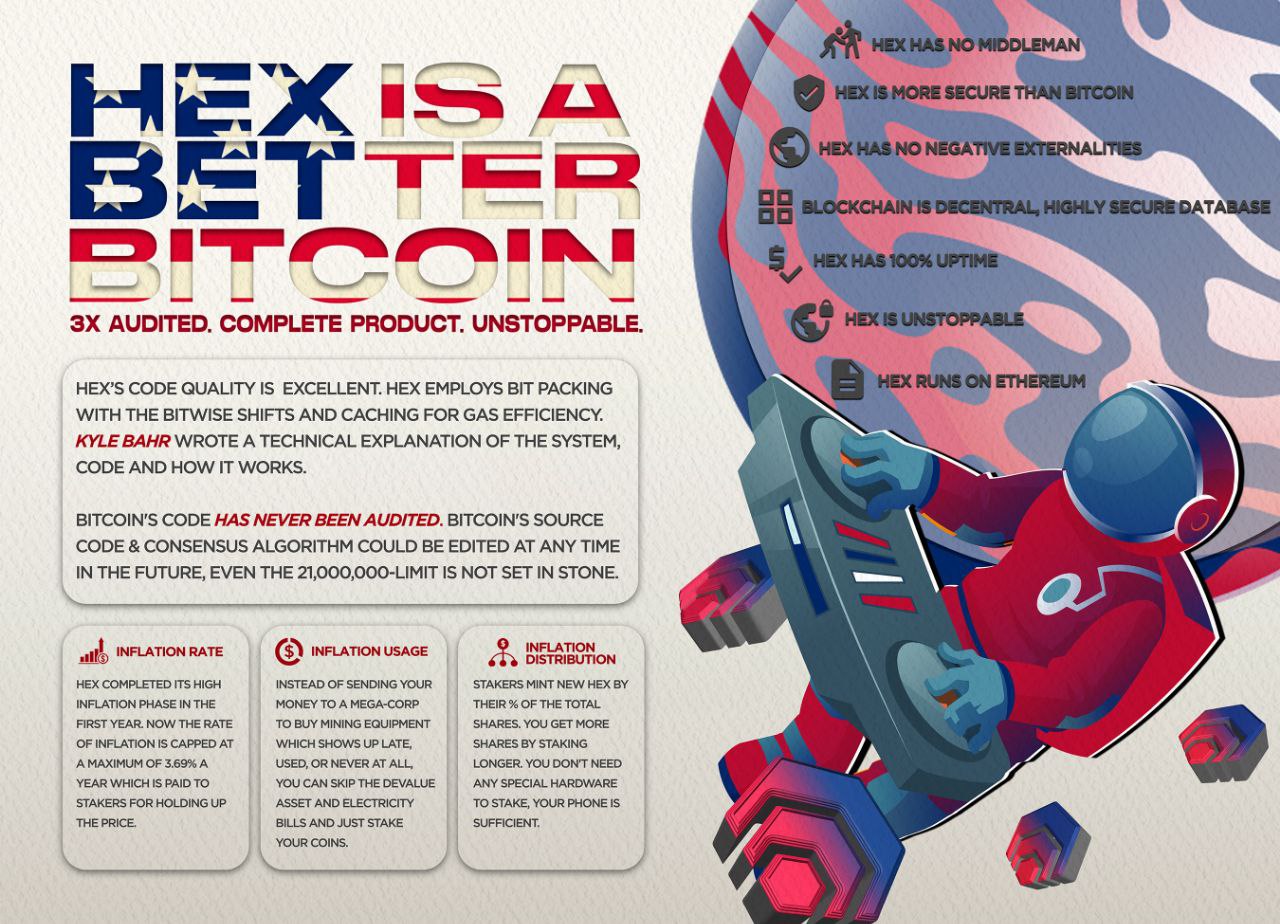 HEX IS A
BETTER
BITCOIN
3X AUDITED. COMPLETE PRODUCT. UNSTOPPABLE.
HEX'S CODE QUALITY IS EXCELLENT. HEX EMPLOYS BIT PACKING
WITH THE BITWISE SHIFTS AND CACHING FOR GAS EFFICIENCY.
KYLE BAHR WROTE A TECHNICAL EXPLANATION OF THE SYSTEM,
CODE AND HOW IT WORKS.
BITCOIN'S CODE HAS NEVER BEEN AUDITED. BITCOIN'S SOURCE
CODE & CONSENSUS ALGORITHM COULD BE EDITED AT ANY TIME
IN THE FUTURE, EVEN THE 21,000,000-LIMIT IS NOT SET IN STONE.
INFLATION RATE
HEX COMPLETED ITS HIGH
INFLATION PHASE IN THE
FIRST YEAR. NOW THE RATE
OF INFLATION IS CAPPED AT
A MAXIMUM OF 3.69% A
YEAR WHICH IS PAID TO
STAKERS FOR HOLDING UP
THE PRICE.
INFLATION USAGE
INSTEAD OF SENDING YOUR
MONEY TO A MEGA-CORP
TO BUY MINING EQUIPMENT
WHICH SHOWS UP LATE,
USED, OR NEVER AT ALL,
YOU CAN SKIP THE DEVALUE
ASSET AND ELECTRICITY
BILLS AND JUST STAKE
YOUR COINS.
INFLATION
DISTRIBUTION
STAKERS MINT NEW HEX BY
THEIR % OF THE TOTAL
SHARES. YOU GET MORE
SHARES BY STAKING
LONGER. YOU DON'T NEED
ANY SPECIAL HARDWARE
TO STAKE, YOUR PHONE IS
SUFFICIENT.
HEX HAS NO MIDDLEMAN
HEX IS MORE SECURE THAN BITCOIN
HEX HAS NO NEGATIVE EXTERNALITIES
BLOCKCHAIN IS DECENTRAL, HIGHLY SECURE DATABASE
HEX HAS 100% UPTIME
HEX IS UNSTOPPABLE
HEX RUNS ON ETHEREUM